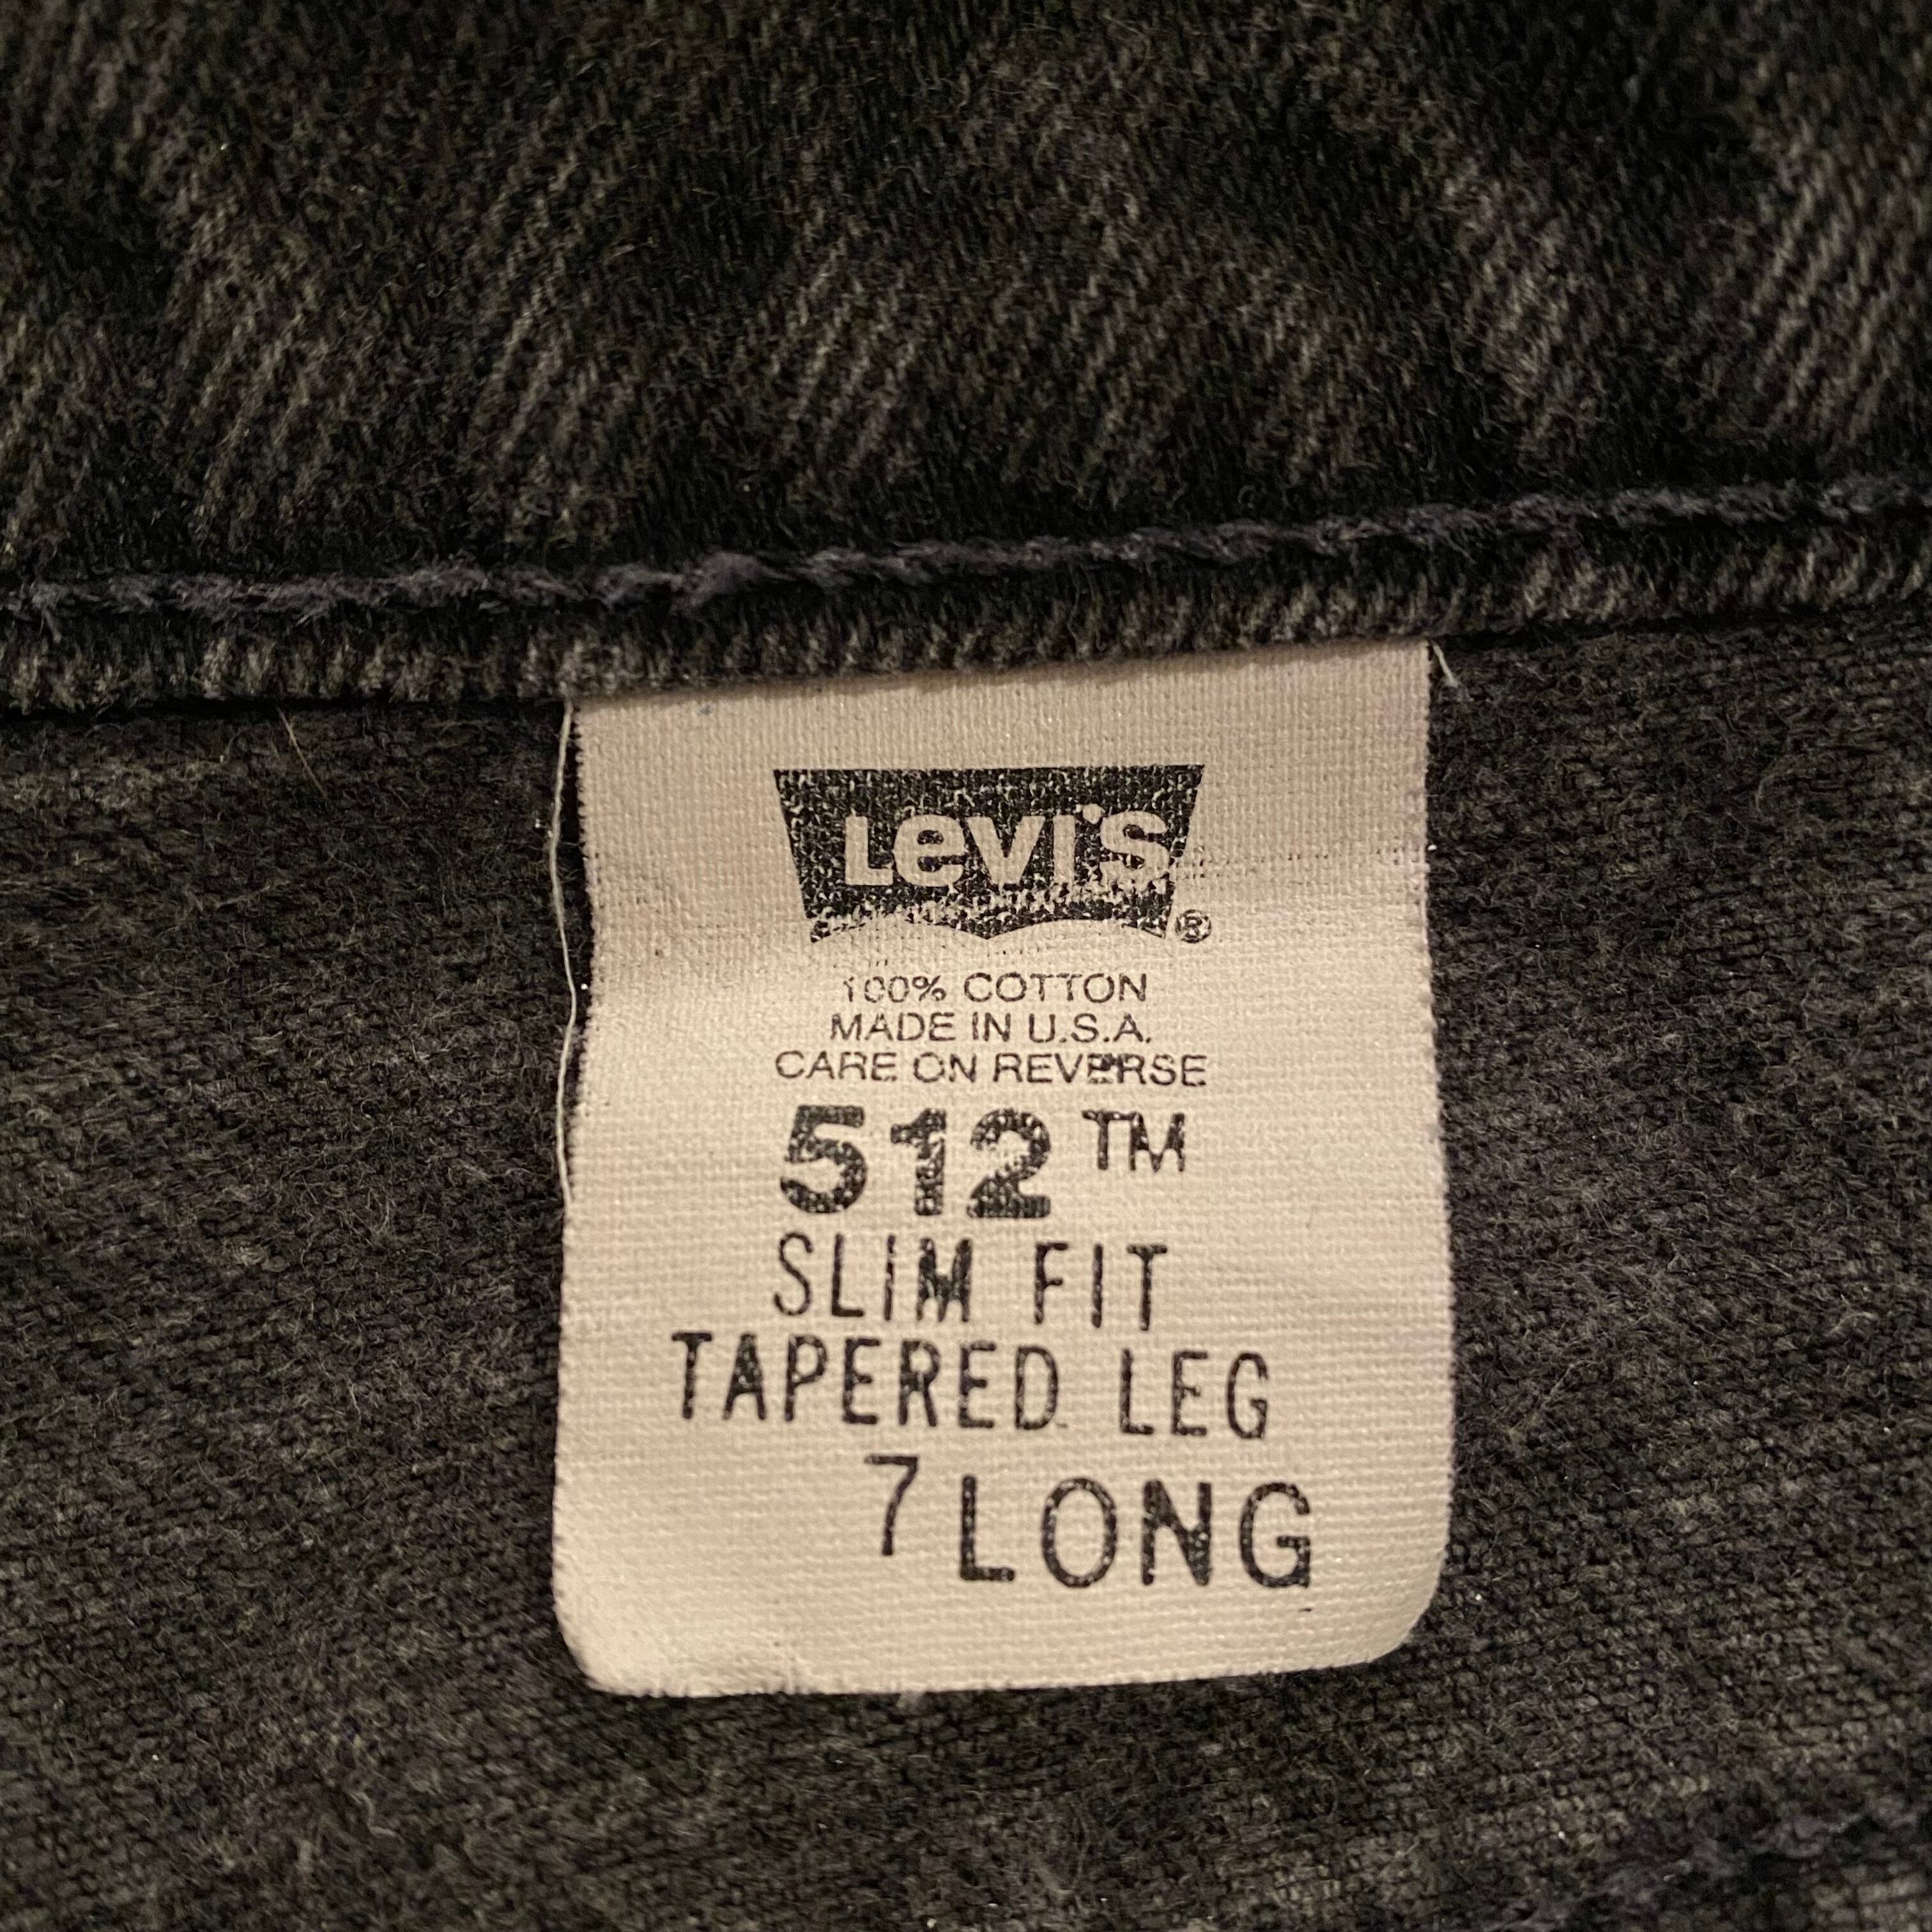 Levi's ®
100% COTTON
MADE IN U.S.A.
CARE ON REVERSE
512™
SLIM FIT
TAPERED LEG
7 LONG